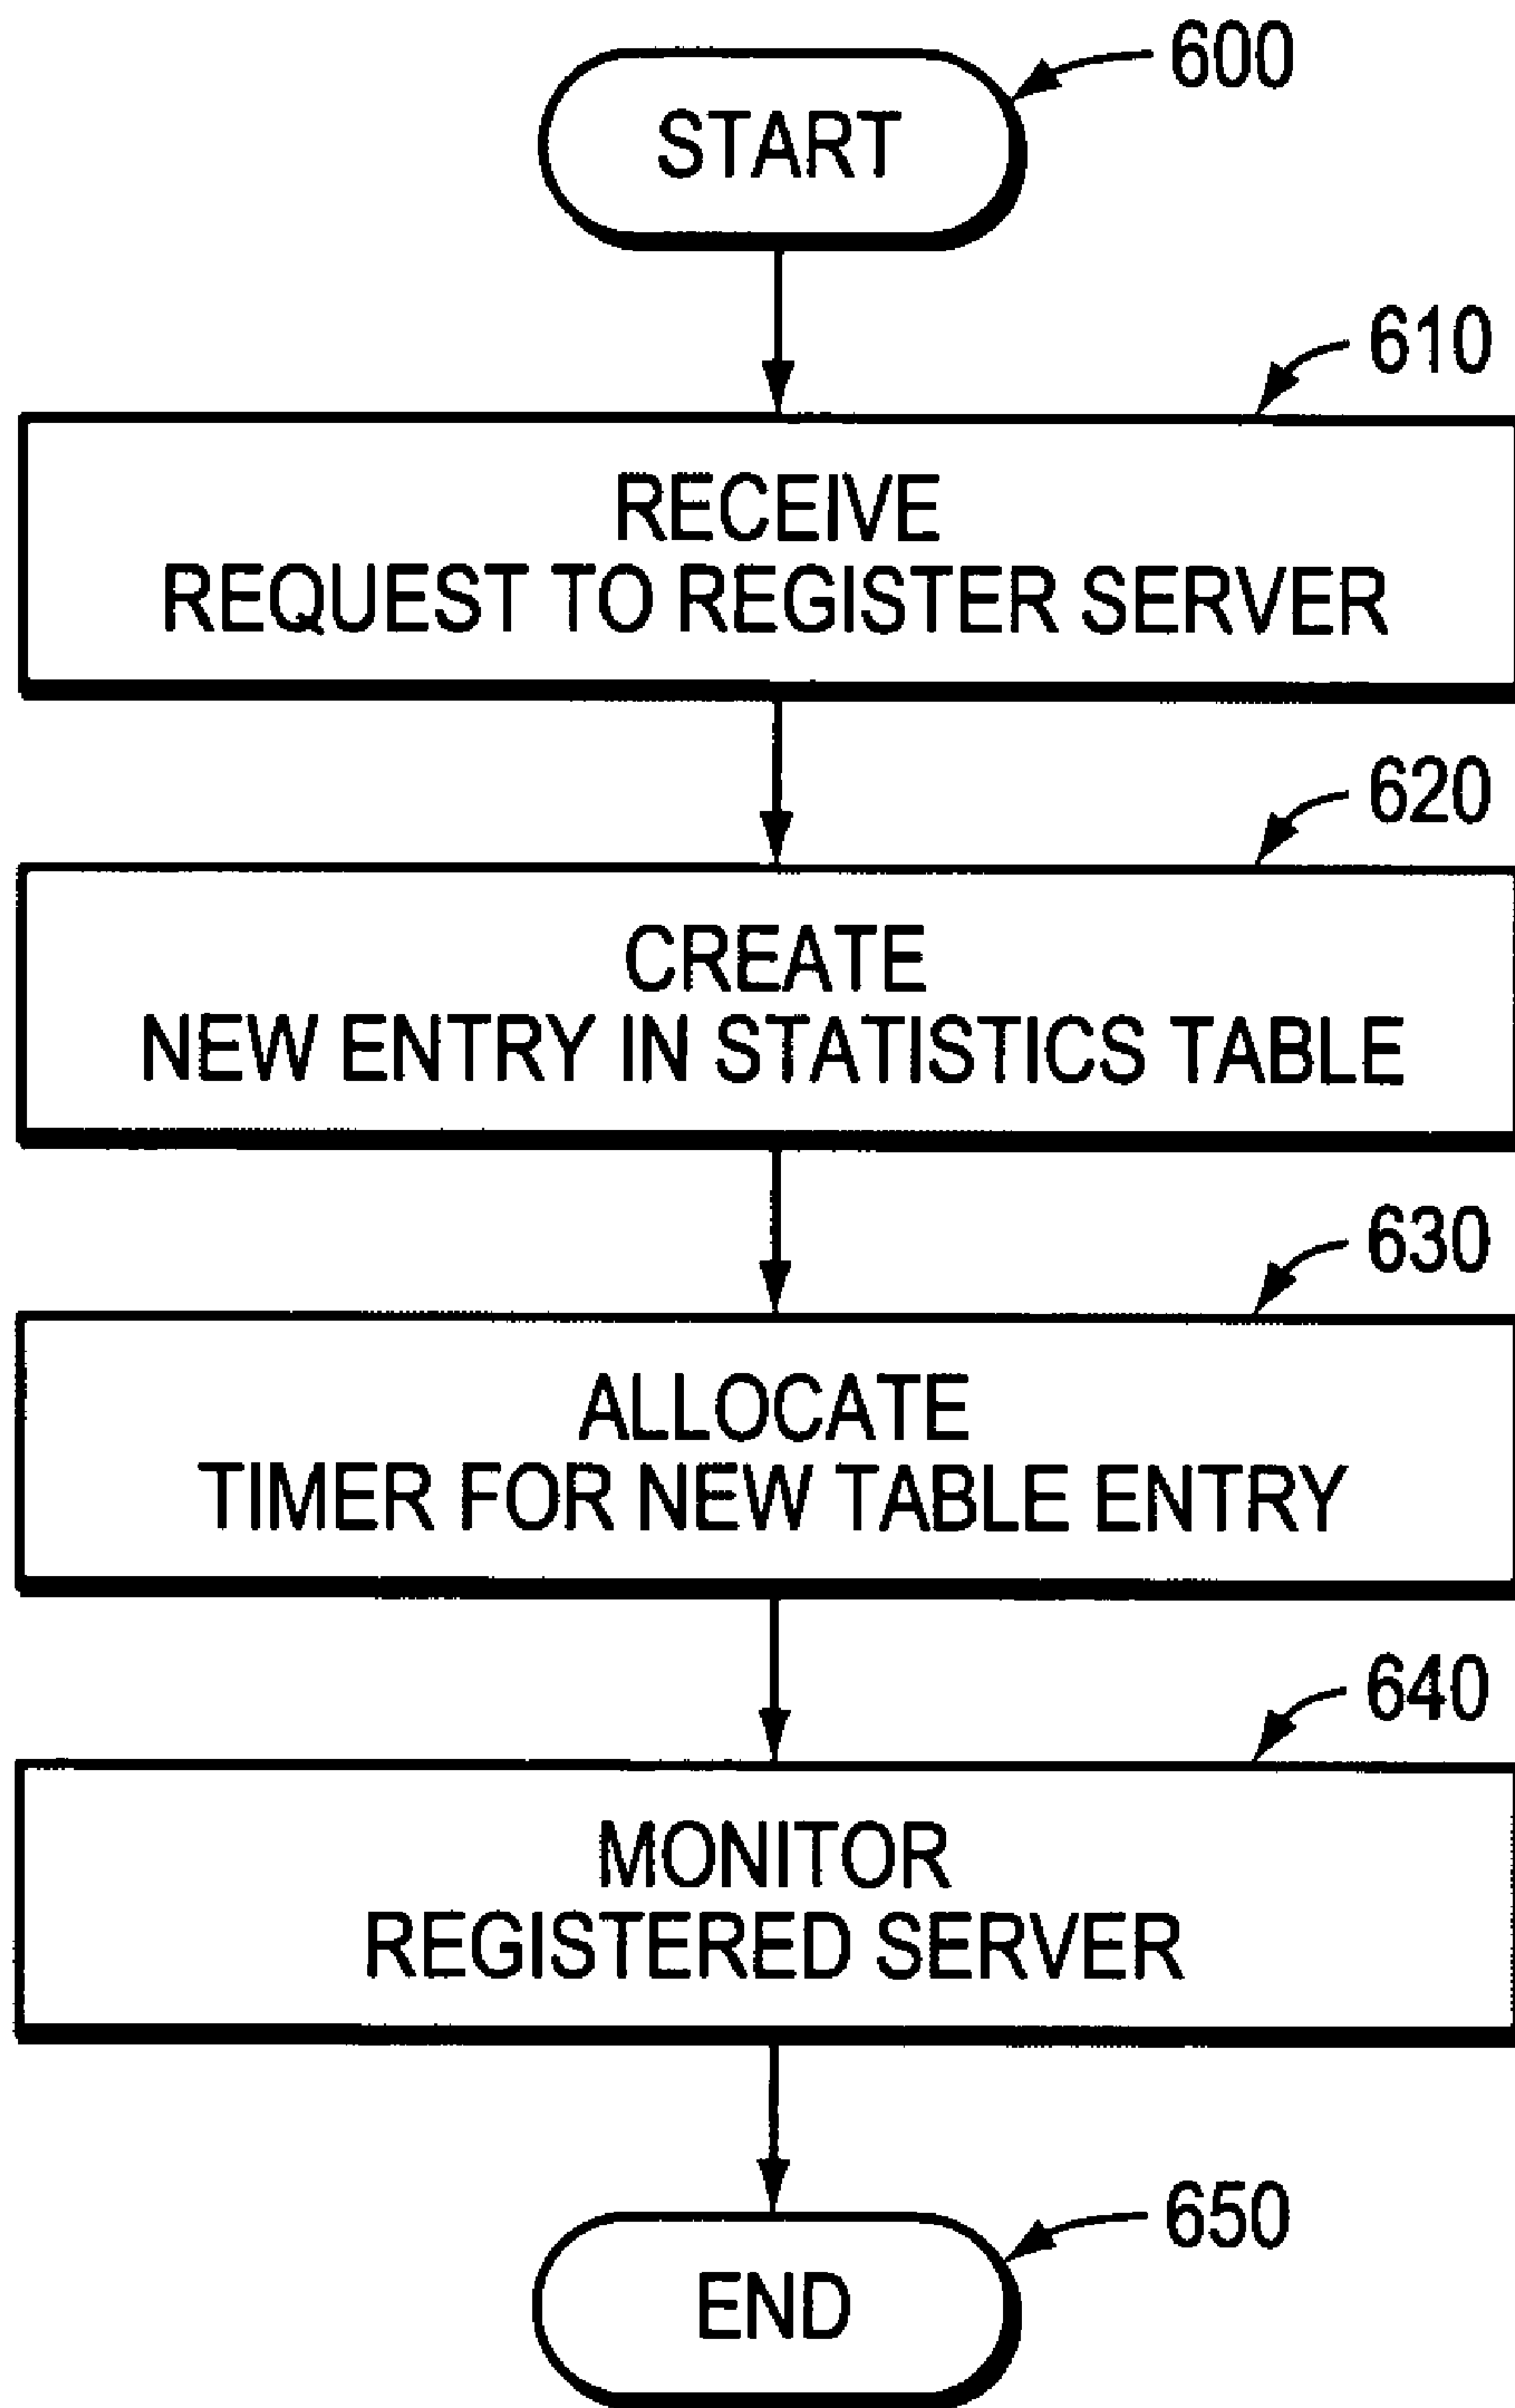 600
START
610
RECEIVE
REQUEST TO REGISTER SERVER
620
CREATE
NEW ENTRY IN STATISTICS TABLE
630
ALLOCATE
TIMER FOR NEW TABLE ENTRY
640
MONITOR
REGISTERED SERVER
650
END